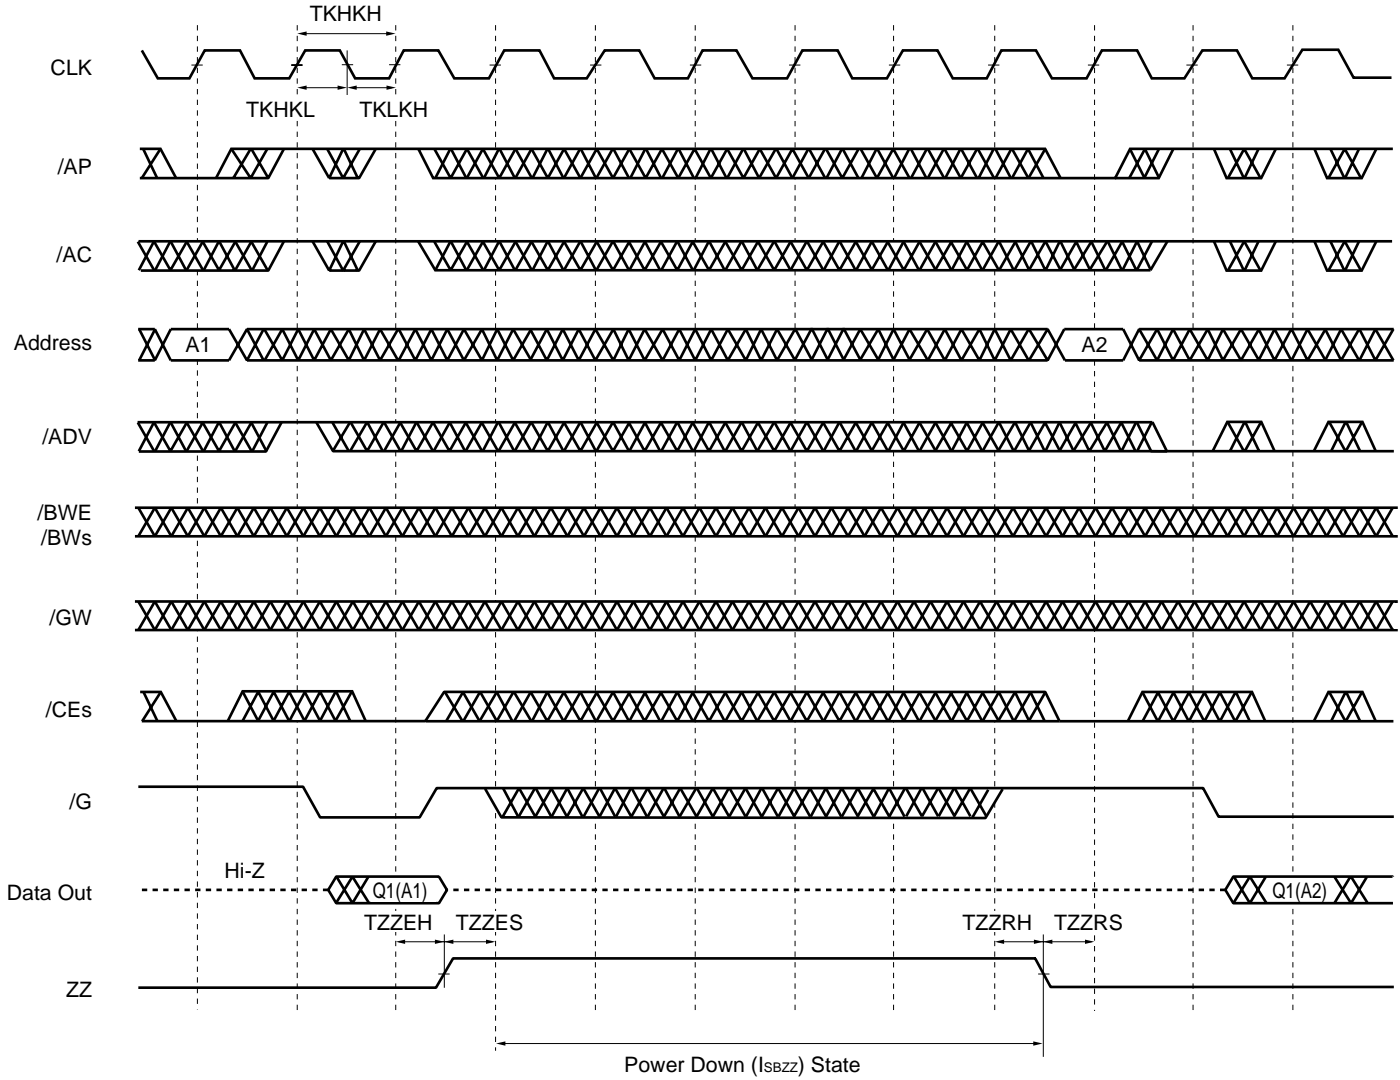 TKHKH
CLK
TKHKL
TKLKH
/AP
/AC
Address
A1
A2
/ADV
/BWE
/BWs
/GW
/CEs
/G
Hi-Z
Data Out
Q1(A1)
Q1(A2)
TZZEH
TZZES
TZZRH
TZZRS
ZZ
Power Down (ISBZZ) State